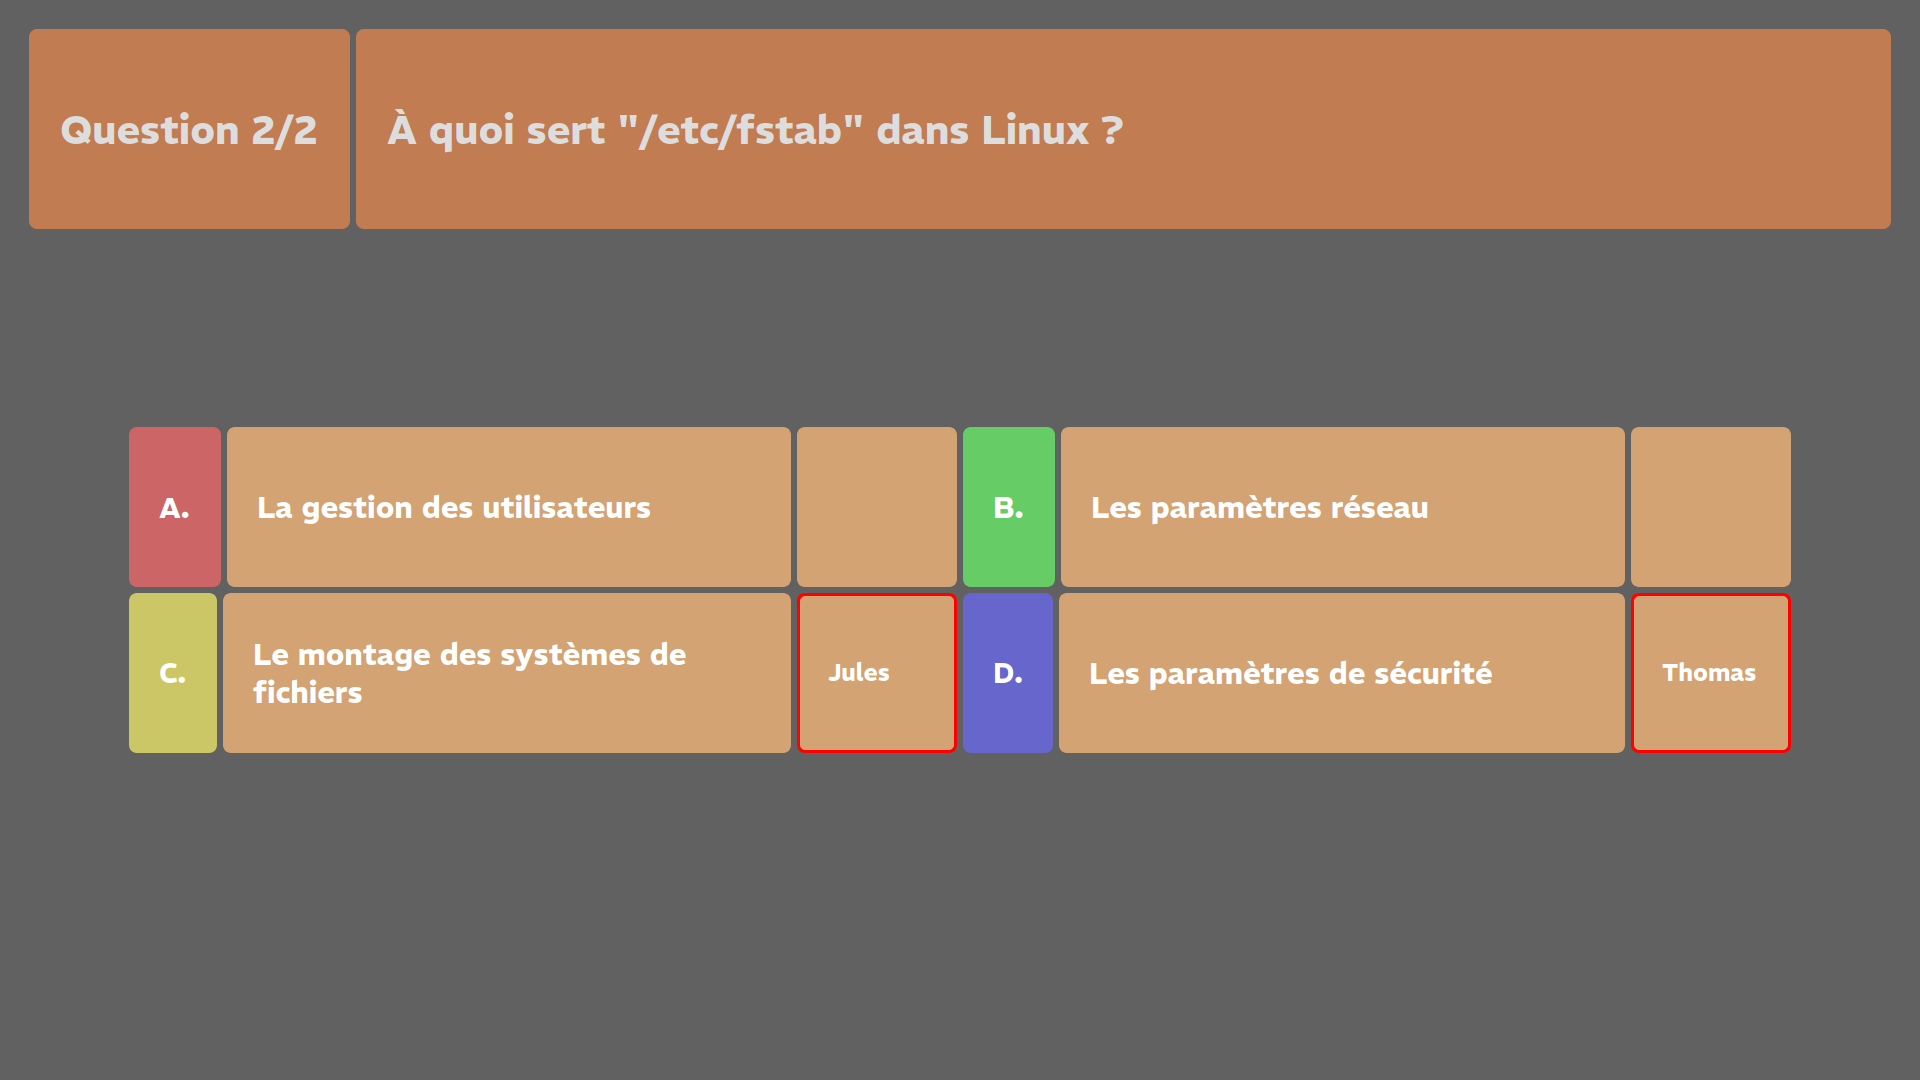 Question 2/2
À quoi sert "/etc/fstab" dans Linux ?
A.
La gestion des utilisateurs
B.
Les paramètres réseau
C.
Le montage des systèmes de
fichiers
Jules
D.
Les paramètres de sécurité
Thomas